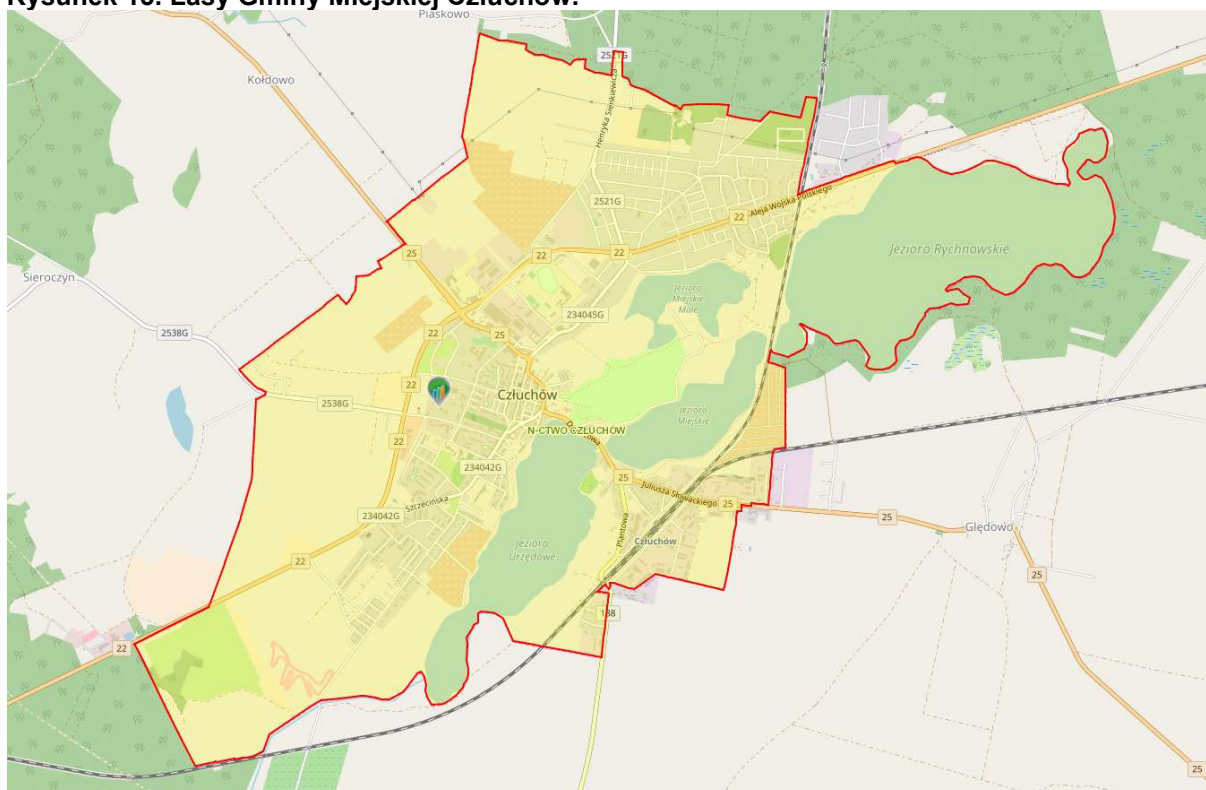 Rysunek 10. Lasy Gminy Miejskiej Człuchów.
Piaskowo
2521G
Kołdowo
Henryka Sienkiewicza
2521G
Aleja Wojska Polskiego
22
25
22
22
Jezioro Rychnowskie
Sieroczyn
Jezioro
Miejskie
Małe
234045G
2538G
22
25
22
Człuchów
2538G
Jezioro
Miejskie
N-CTWO CZŁUCHÓW
22
234042G
25
Juliusza Słowackiego
25
Szczecińska
234042G
Plantowa
25
Głędowo
Jezioro
Urzędowe
Człuchów
22
25
188
22
25